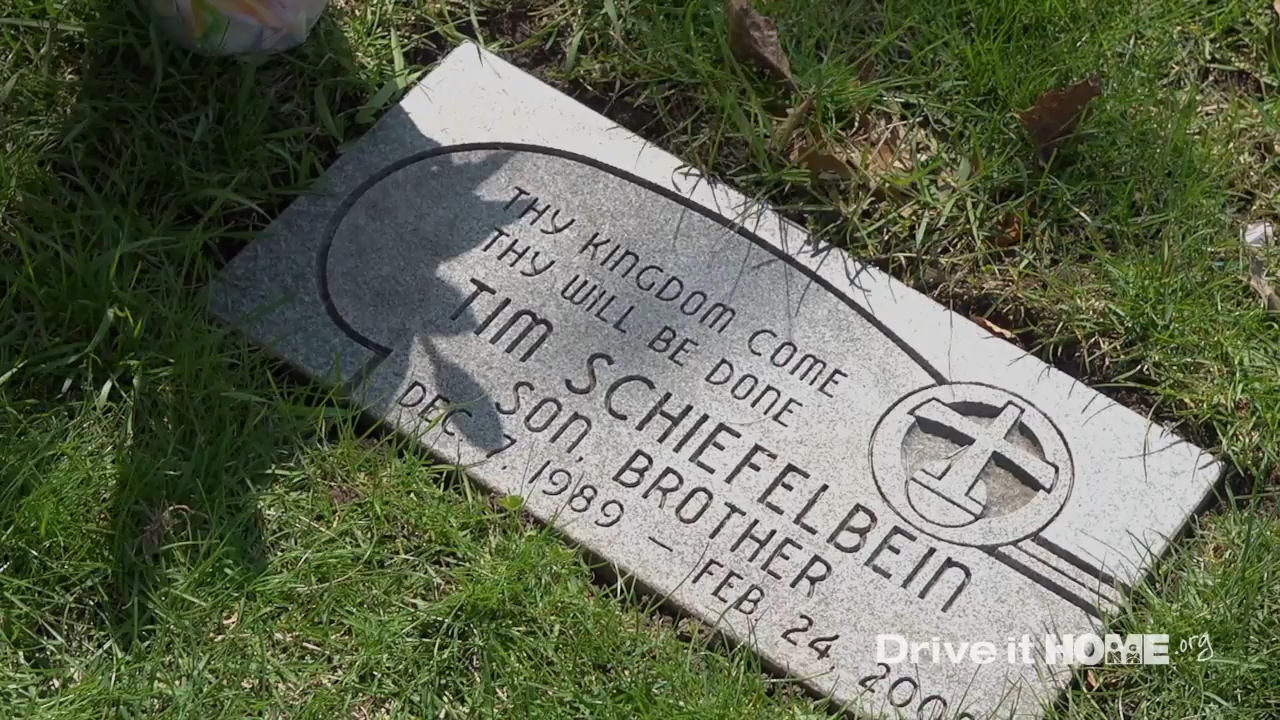 THY KINGDOM COME
THY WILL BE DONE
TIM SCHIEFELBEIN
SON, BROTHER
DEC. 7, 1989 – FEB. 24,
Drive it HOME.org